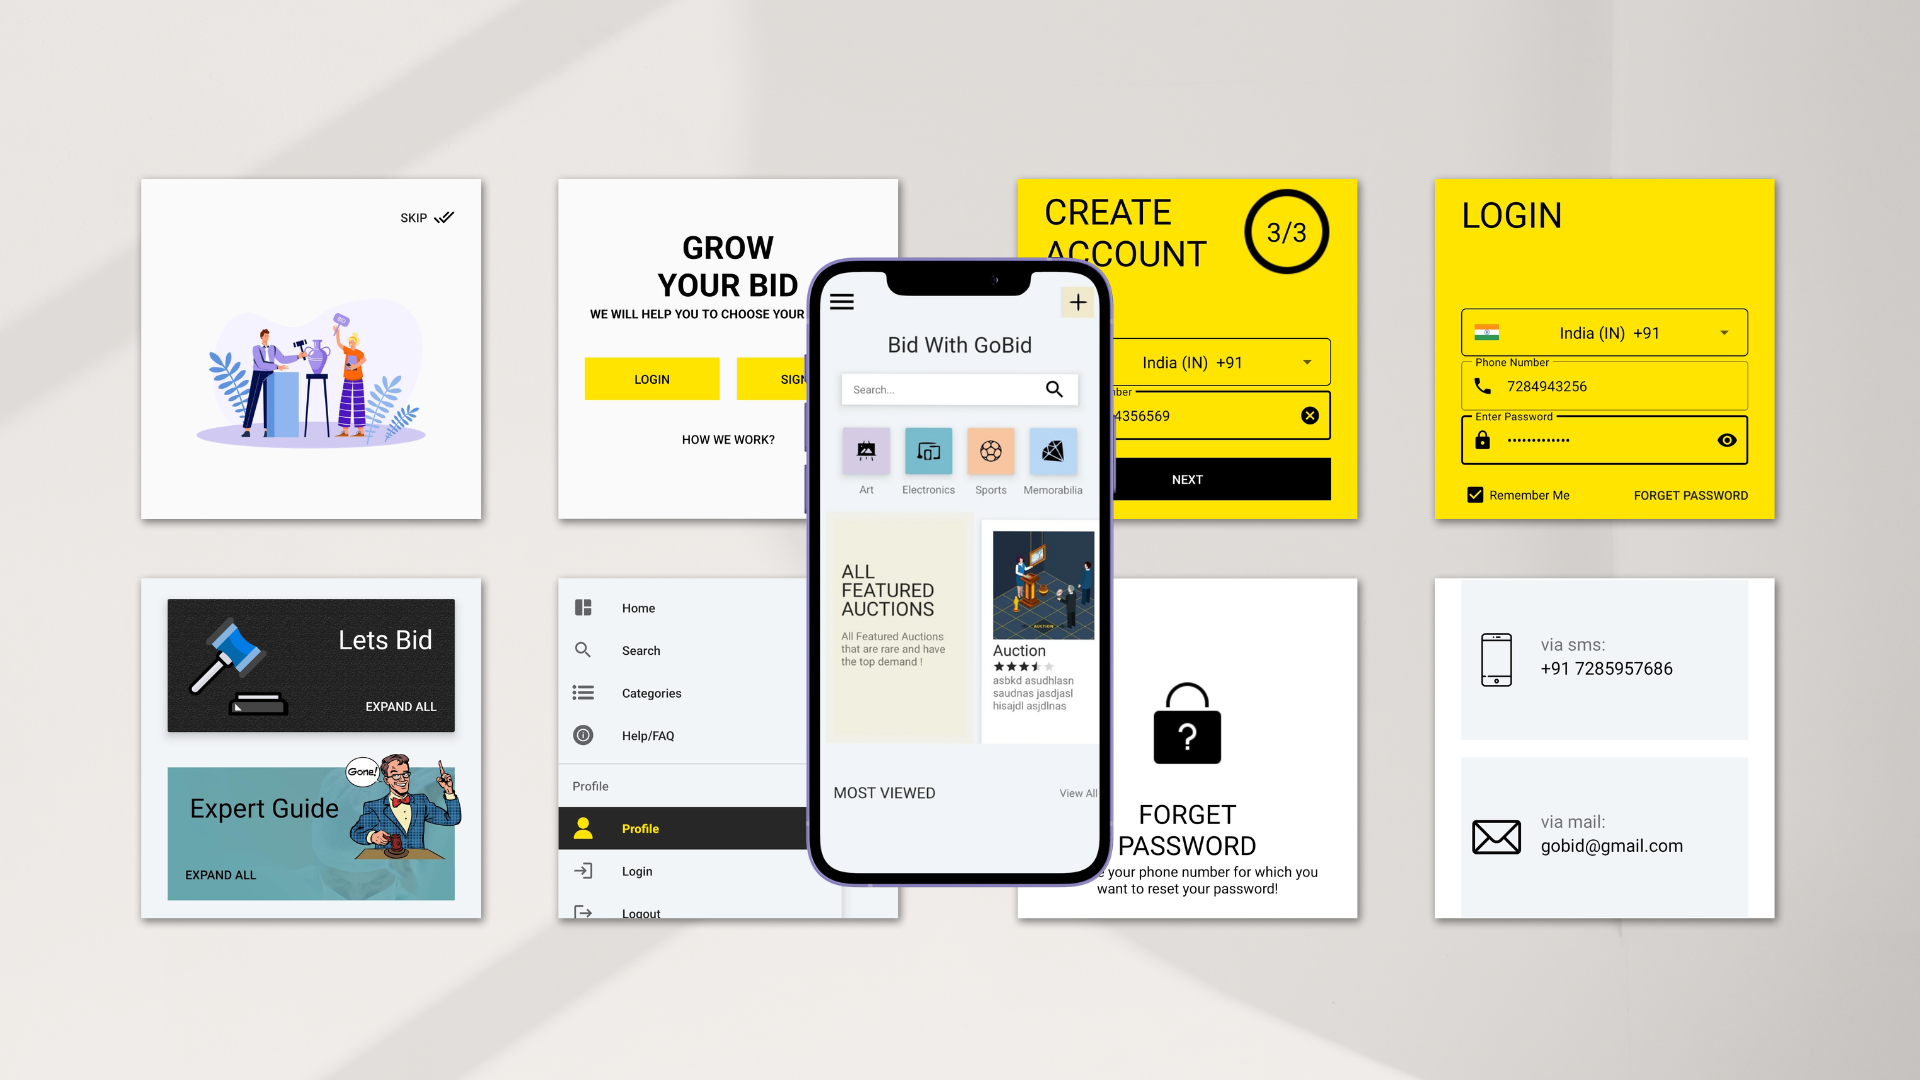 SKIP
BID
GROW
YOUR BID
WE WILL HELP YOU TO CHOOSE YOUR
LOGIN
SIGN
HOW WE WORK?
CREATE
ACCOUNT
3/3
India (IN) +91
mber
4356569
NEXT
LOGIN
India (IN) +91
Phone Number
7284943256
Enter Password
•••••••••••••
Remember Me
FORGET PASSWORD
Bid With GoBid
Search...
Art
Electronics
Sports
Memorabilia
ALL
FEATURED
AUCTIONS
All Featured Auctions
that are rare and have
the top demand !
AUCTION
Auction
asbkd asudhlasn
saudnas jasdjasl
hisajdl asjdlnas
MOST VIEWED
View All
Lets Bid
EXPAND ALL
Gone!
Expert Guide
EXPAND ALL
Home
Search
Categories
Help/FAQ
Profile
Profile
Login
Logout
?
FORGET
PASSWORD
e your phone number for which you
want to reset your password!
via sms:
+91 7285957686
via mail:
gobid@gmail.com